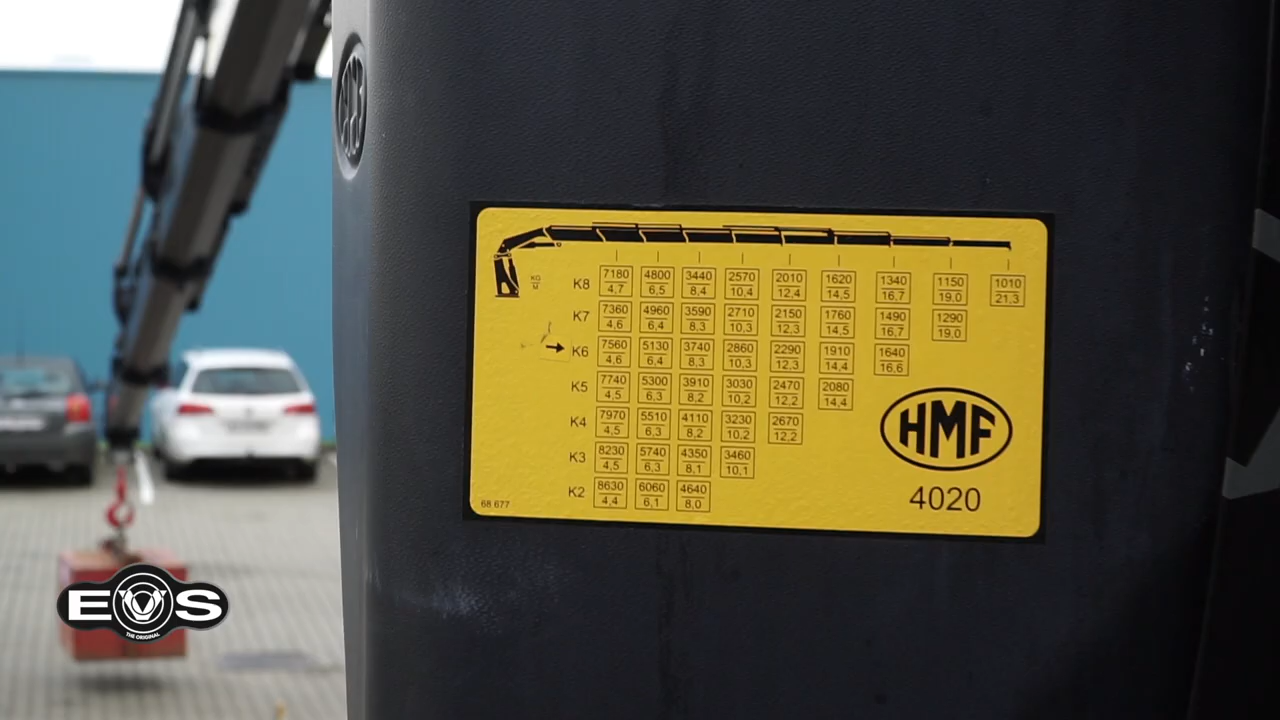 KG
M
K8 7180 4800 3440 2570 2010 1620 1340 1150 1010
4,7 6,5 8,4 10,4 12,4 14,5 16,7 19,0 21,3
K7 7360 4960 3590 2710 2150 1760 1490 1290
4,6 6,4 8,3 10,3 12,3 14,5 16,7 19,0
K6 7560 5130 3740 2860 2290 1910 1640
4,6 6,4 8,3 10,3 12,3 14,4 16,6
K5 7740 5300 3910 3030 2470 2080
4,5 6,3 8,2 10,2 12,2 14,4
K4 7970 5510 4110 3230 2670
4,5 6,3 8,2 10,2 12,2
K3 8230 5740 4350 3460
4,5 6,3 8,1 10,1
K2 8630 6060 4640
4,4 6,1 8,0
HMF
4020
68 677
EVS
THE ORIGINAL